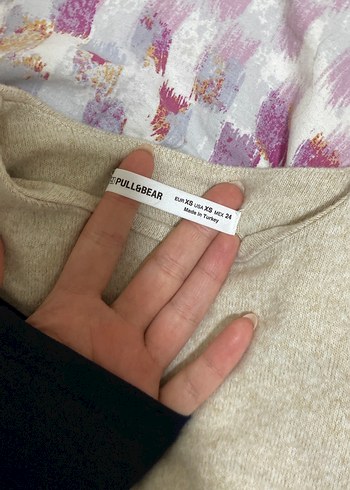 PULL&BEAR
EUR XS USA XS MEX 24
Made in Turkey